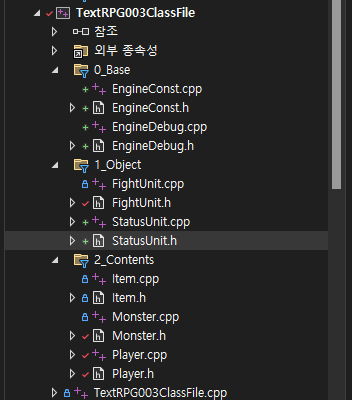 TextRPG003ClassFile
참조
외부 종속성
0_Base
EngineConst.cpp
EngineConst.h
EngineDebug.cpp
EngineDebug.h
1_Object
FightUnit.cpp
FightUnit.h
StatusUnit.cpp
StatusUnit.h
2_Contents
Item.cpp
Item.h
Monster.cpp
Monster.h
Player.cpp
Player.h
TextRPG003ClassFile.cpp